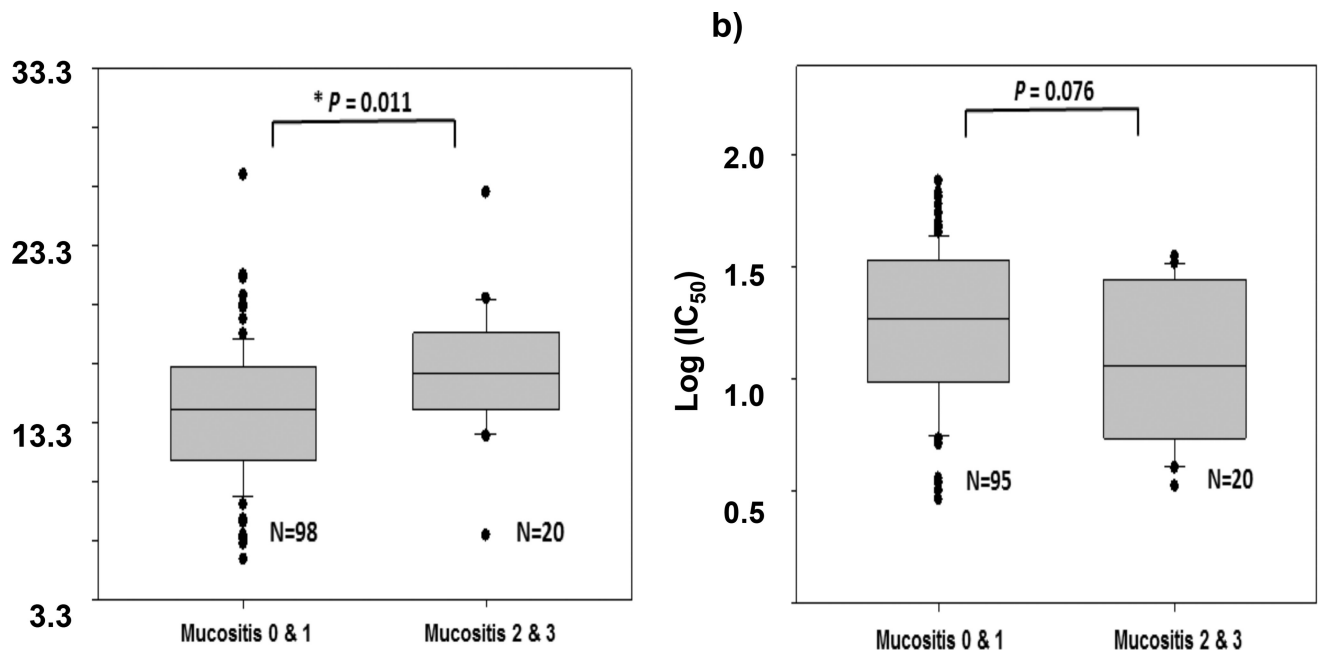 33.3
23.3
13.3
3.3
* P = 0.011
N=98
N=20
Mucositis 0 & 1
Mucositis 2 & 3
b)
Log (IC50)
2.0
1.5
1.0
0.5
P = 0.076
N=95
N=20
Mucositis 0 & 1
Mucositis 2 & 3